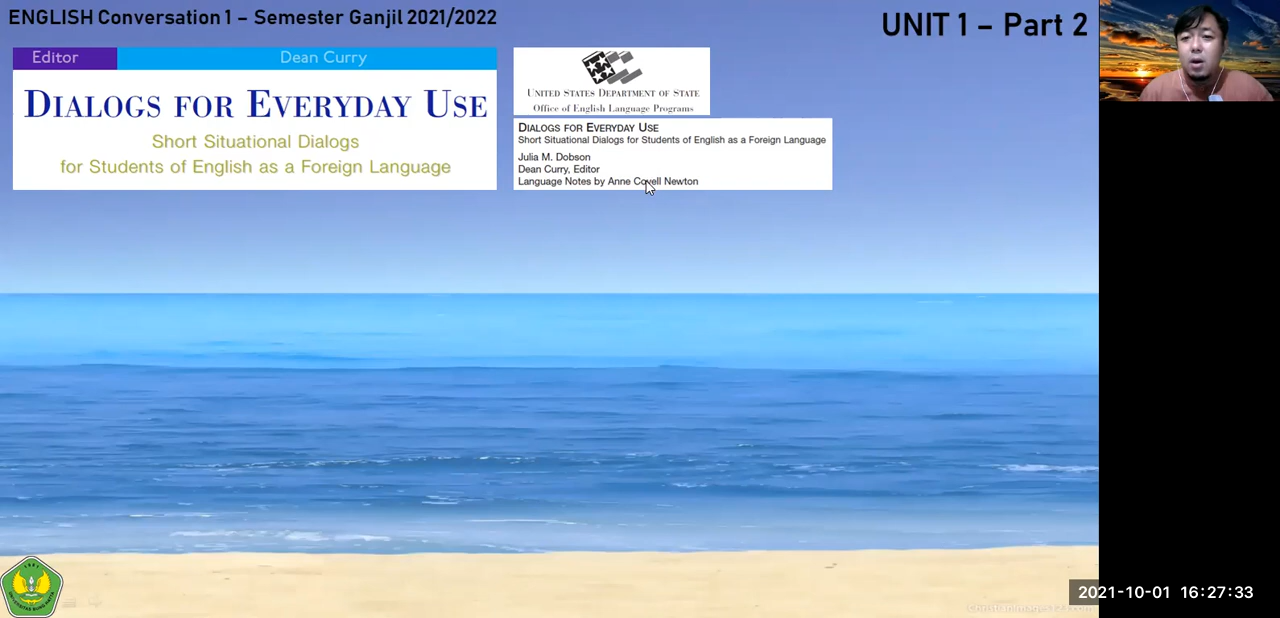 ENGLISH Conversation 1 – Semester Ganjil 2021/2022
UNIT 1 – Part 2
Editor
Dean Curry
DIALOGS FOR EVERYDAY USE
Short Situational Dialogs
for Students of English as a Foreign Language
UNITED STATES DEPARTMENT OF STATE
Office of English Language Programs
DIALOGS FOR EVERYDAY USE
Short Situational Dialogs for Students of English as a Foreign Language
Julia M. Dobson
Dean Curry, Editor
Language Notes by Anne Covell Newton
UNIVERSITAS BUNG HATTA
2021-10-01 16:27:33